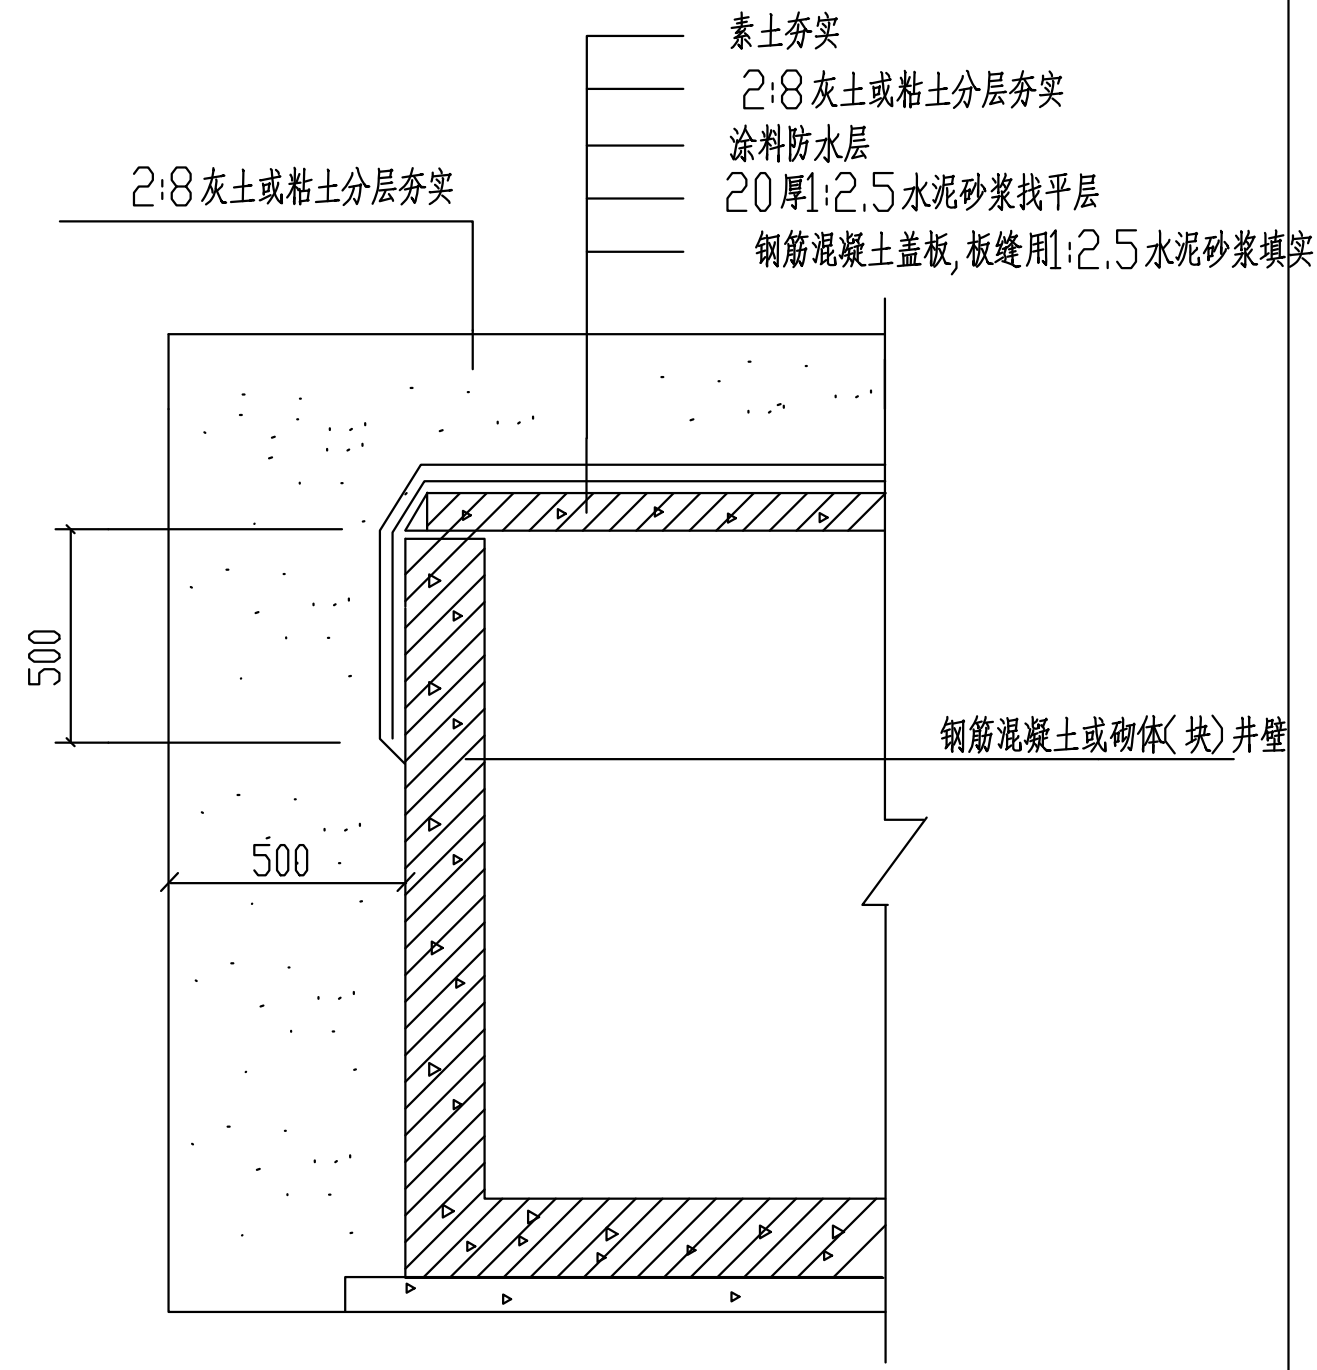 素土夯实
2:8灰土或粘土分层夯实
涂料防水层
2:8灰土或粘土分层夯实
20厚1:2.5水泥砂浆找平层
钢筋混凝土盖板,板缝用1:2.5水泥砂浆填实
500
钢筋混凝土或砌体(块)井壁
500